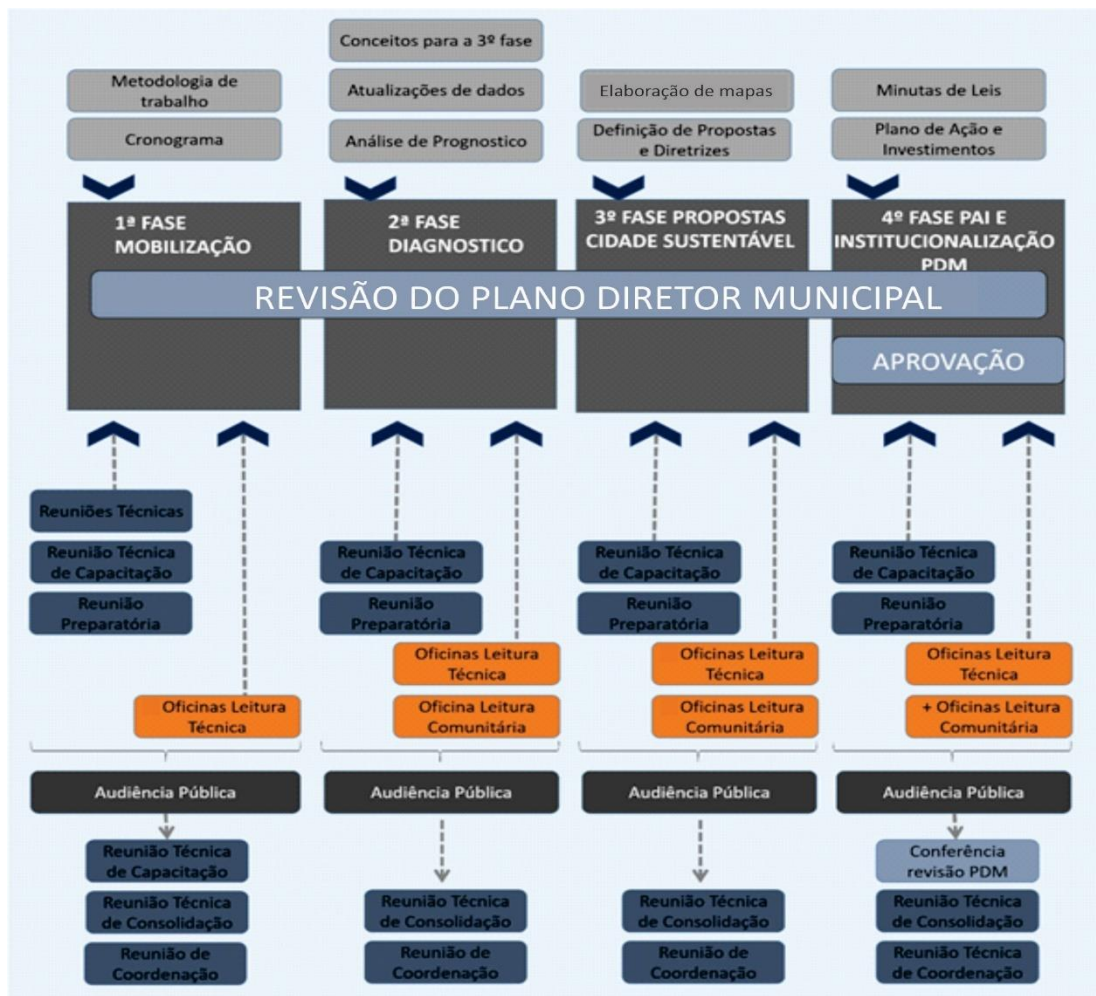 Conceitos para a 3º fase
Metodologia de
trabalho
Atualizações de dados
Elaboração de mapas
Minutas de Leis
Cronograma
Análise de Prognostico
Definição de Propostas
e Diretrizes
Plano de Ação e
Investimentos
1ª FASE
MOBILIZAÇÃO
2ª FASE
DIAGNOSTICO
3º FASE PROPOSTAS
CIDADE SUSTENTÁVEL
4º FASE PAI E
INSTITUCIONALIZAÇÃO
PDM
REVISÃO DO PLANO DIRETOR MUNICIPAL
APROVAÇÃO
Reuniões Técnicas
Reunião Técnica
de Capacitação
Reunião
Preparatória
Oficinas Leitura
Técnica
Reunião Técnica
de Capacitação
Reunião
Preparatória
Oficinas Leitura
Técnica
Oficina Leitura
Comunitária
Reunião Técnica
de Capacitação
Reunião
Preparatória
Oficinas Leitura
Técnica
Oficinas Leitura
Comunitária
Reunião Técnica
de Capacitação
Reunião
Preparatória
Oficinas Leitura
Técnica
+ Oficinas Leitura
Comunitária
Audiência Pública
Audiência Pública
Audiência Pública
Audiência Pública
Reunião Técnica
de Capacitação
Reunião Técnica
de Consolidação
Reunião de
Coordenação
Reunião Técnica
de Consolidação
Reunião de
Coordenação
Reunião Técnica
de Consolidação
Reunião de
Coordenação
Conferência
revisão PDM
Reunião Técnica
de Consolidação
Reunião Técnica
de Coordenação